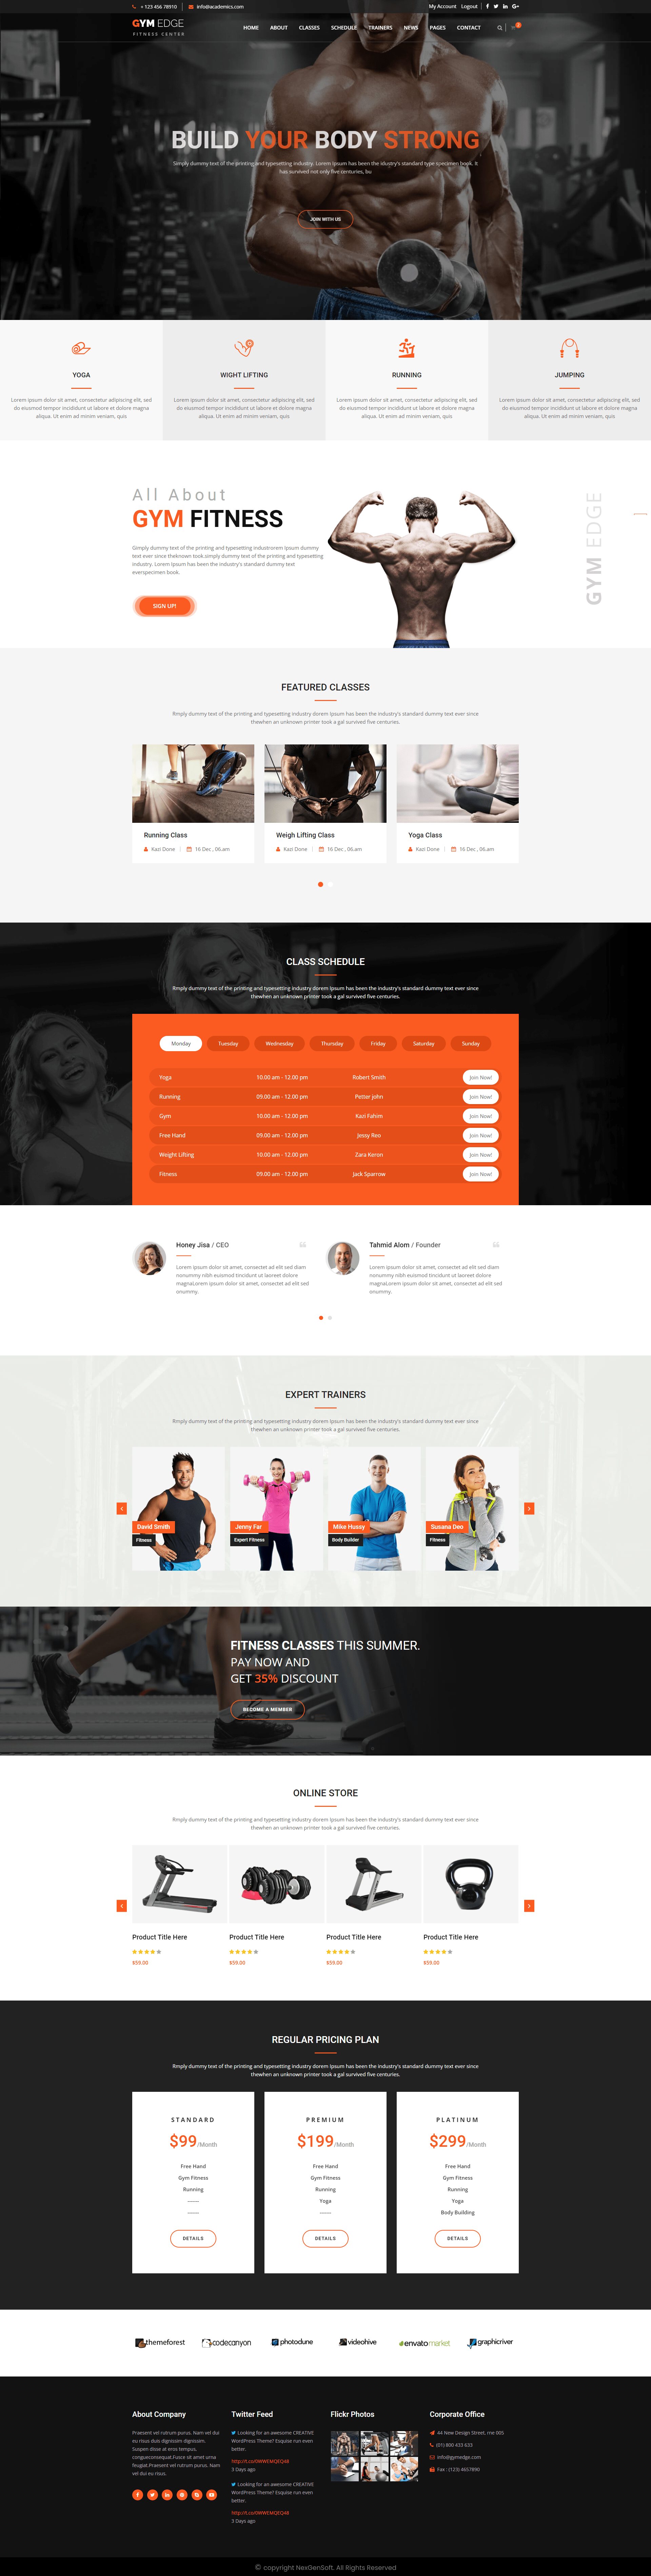 + 123 456 78910 info@academics.com My Account Logout
GYM EDGE
FITNESS CENTER
HOME ABOUT CLASSES SCHEDULE TRAINERS NEWS PAGES CONTACT
BUILD YOUR BODY STRONG
Simply dummy text of the printing and typesetting industry. Lorem Ipsum has been the idustry's standard type specimen book. It
has survived not only five centuries, bu
JOIN WITH US
YOGA
Lorem ipsum dolor sit amet, consectetur adipiscing elit, sed
do eiusmod tempor incididunt ut labore et dolore magna
aliqua. Ut enim ad minim veniam, quis
WIGHT LIFTING
Lorem ipsum dolor sit amet, consectetur adipiscing elit, sed
do eiusmod tempor incididunt ut labore et dolore magna
aliqua. Ut enim ad minim veniam, quis
RUNNING
Lorem ipsum dolor sit amet, consectetur adipiscing elit, sed
do eiusmod tempor incididunt ut labore et dolore magna
aliqua. Ut enim ad minim veniam, quis
JUMPING
Lorem ipsum dolor sit amet, consectetur adipiscing elit, sed
do eiusmod tempor incididunt ut labore et dolore magna
aliqua. Ut enim ad minim veniam, quis
All About
GYM FITNESS
Gimply dummy text of the printing and typesetting industrorem Ipsum dummy
text ever since theknown took.simply dummy text of the printing and typesetting
industry. Lorem Ipsum has been the industry's standard dummy text
everspecimen book.
SIGN UP!
GYM EDGE
FEATURED CLASSES
Rmply dummy text of the printing and typesetting industry dorem Ipsum has been the industry's standard dummy text ever since
thewhen an unknown printer took a gal survived five centuries.
Running Class
Kazi Done 16 Dec , 06.am
Weigh Lifting Class
Kazi Done 16 Dec , 06.am
Yoga Class
Kazi Done 16 Dec , 06.am
CLASS SCHEDULE
Rmply dummy text of the printing and typesetting industry dorem Ipsum has been the industry's standard dummy text ever since
thewhen an unknown printer took a gal survived five centuries.
Monday Tuesday Wednesday Thursday Friday Saturday Sunday
Yoga 10.00 am - 12.00 pm Robert Smith Join Now!
Running 09.00 am - 12.00 pm Petter john Join Now!
Gym 10.00 am - 12.00 pm Kazi Fahim Join Now!
Free Hand 09.00 am - 12.00 pm Jessy Reo Join Now!
Weight Lifting 10.00 am - 12.00 pm Zara Keron Join Now!
Fitness 09.00 am - 12.00 pm Jack Sparrow Join Now!
Honey Jisa / CEO
Lorem ipsum dolor sit amet, consectet ad elit sed diam
nonummy nibh euismod tincidunt ut laoreet dolore
magnaLorem ipsum dolor sit amet, consectet ad elit sed
onummy.
Tahmid Alom / Founder
Lorem ipsum dolor sit amet, consectet ad elit sed diam
nonummy nibh euismod tincidunt ut laoreet dolore
magnaLorem ipsum dolor sit amet, consectet ad elit sed
onummy.
EXPERT TRAINERS
Rmply dummy text of the printing and typesetting industry dorem Ipsum has been the industry's standard dummy text ever since
thewhen an unknown printer took a gal survived five centuries.
David Smith
Fitness
Jenny Far
Expert Fitness
Mike Hussy
Body Builder
Susana Deo
Fitness
FITNESS CLASSES THIS SUMMER.
PAY NOW AND
GET 35% DISCOUNT
BECOME A MEMBER
ONLINE STORE
Rmply dummy text of the printing and typesetting industry dorem Ipsum has been the industry's standard dummy text ever since
thewhen an unknown printer took a gal survived five centuries.
Product Title Here
$59.00
Product Title Here
$59.00
Product Title Here
$59.00
Product Title Here
$59.00
REGULAR PRICING PLAN
Rmply dummy text of the printing and typesetting industry dorem Ipsum has been the industry's standard dummy text ever since
thewhen an unknown printer took a gal survived five centuries.
STANDARD
$99/Month
Free Hand
Gym Fitness
Running
-------
-------
DETAILS
PREMIUM
$199/Month
Free Hand
Gym Fitness
Running
Yoga
-------
DETAILS
PLATINUM
$299/Month
Free Hand
Gym Fitness
Running
Yoga
Body Building
DETAILS
themeforest codecanyon photodune videohive envato market graphicriver
About Company
Praesent vel rutrum purus. Nam vel dui
eu risus duis dignissim dignissim.
Suspen disse at eros tempus,
congueconsequat.Fusce sit amet urna
feugiat.Praesent vel rutrum purus. Nam
vel dui eu risus.
Twitter Feed
Looking for an awesome CREATIVE
WordPress Theme? Esquise run even
better.
http://t.co/0WWEMQEQ48
3 Days ago
Looking for an awesome CREATIVE
WordPress Theme? Esquise run even
better.
http://t.co/0WWEMQEQ48
3 Days ago
Flickr Photos
Corporate Office
44 New Design Street, rne 005
(01) 800 433 633
info@gymedge.com
Fax : (123) 4657890
© copyright NexGenSoft. All Rights Reserved